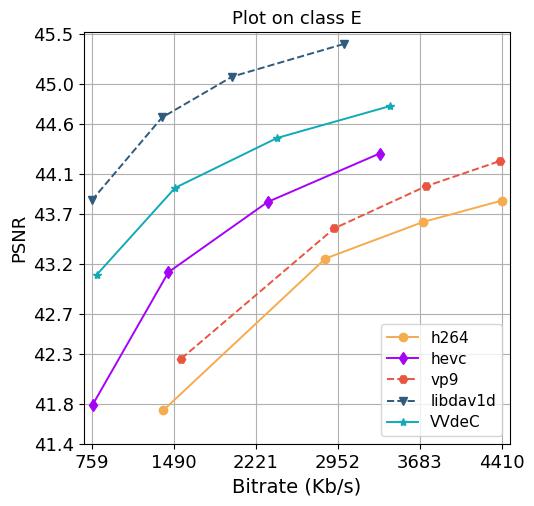 Plot on class E
45.5
45.0
44.6
44.1
43.7
43.2
42.7
42.3
41.8
41.4
PSNR
h264
hevc
vp9
libdav1d
VVdeC
759 1490 2221 2952 3683 4410
Bitrate (Kb/s)